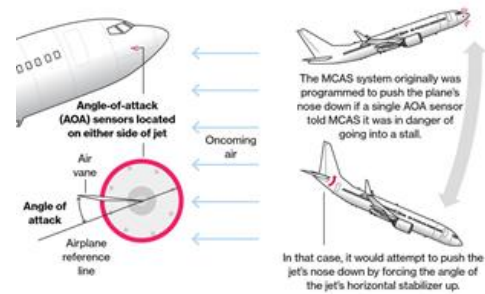 Angle-of-attack
(AOA) sensors located
on either side of jet
Air
vane
Angle of
attack
Airplane
reference
line
Oncoming
air
The MCAS system originally was
programmed to push the plane's
nose down if a single AOA sensor
told MCAS it was in danger of
going into a stall.
In that case, it would attempt to push the
jet's nose down by forcing the angle of
the jet's horizontal stabilizer up.